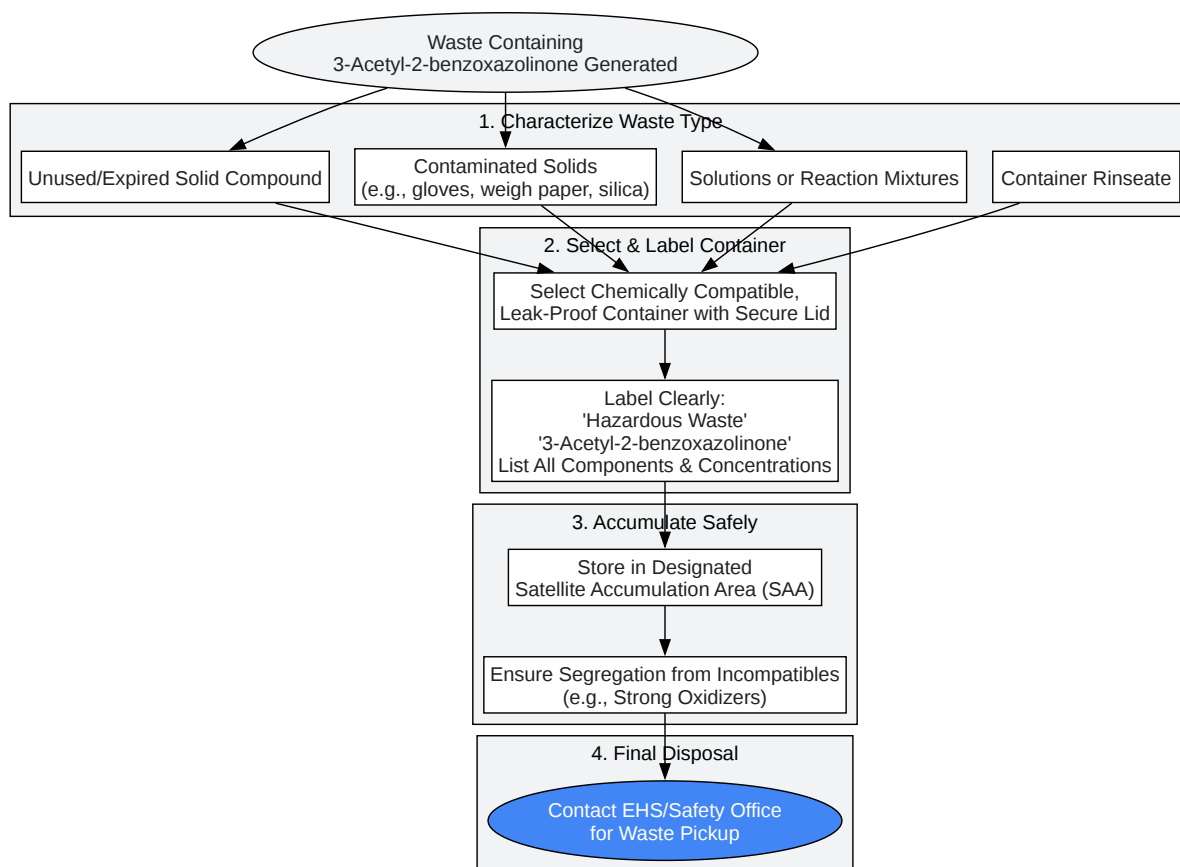 Waste Containing
3-Acetyl-2-benzoxazolinone Generated
1. Characterize Waste Type
Unused/Expired Solid Compound
Contaminated Solids
(e.g., gloves, weigh paper, silica)
Solutions or Reaction Mixtures
Container Rinseate
2. Select & Label Container
Select Chemically Compatible,
Leak-Proof Container with Secure Lid
Label Clearly:
'Hazardous Waste'
'3-Acetyl-2-benzoxazolinone'
List All Components & Concentrations
3. Accumulate Safely
Store in Designated
Satellite Accumulation Area (SAA)
Ensure Segregation from Incompatibles
(e.g., Strong Oxidizers)
4. Final Disposal
Contact EHS/Safety Office
for Waste Pickup